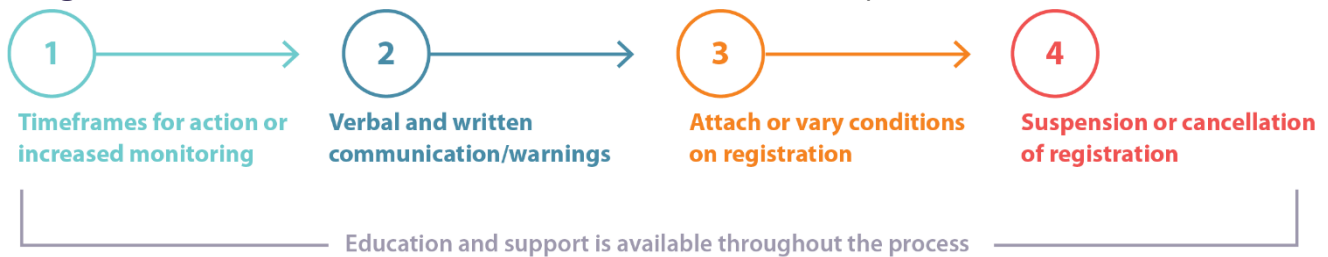 1
2
3
4
Timeframes for action or
increased monitoring
Verbal and written
communication/warnings
Attach or vary conditions
on registration
Suspension or cancellation
of registration
Education and support is available throughout the process